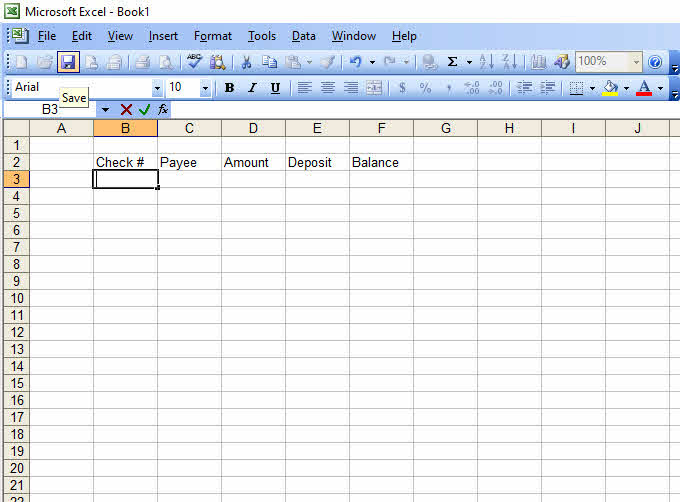 Microsoft Excel - Book1
File Edit View Insert Format Tools Data Window Help
ABC Σ A Z Z A 100% ?
Arial 10 B I U $ % , A
Save
B3 fx
A B C D E F G H I J
1
2 Check # Payee Amount Deposit Balance
3
4
5
6
7
8
9
10
11
12
13
14
15
16
17
18
19
20
21
22